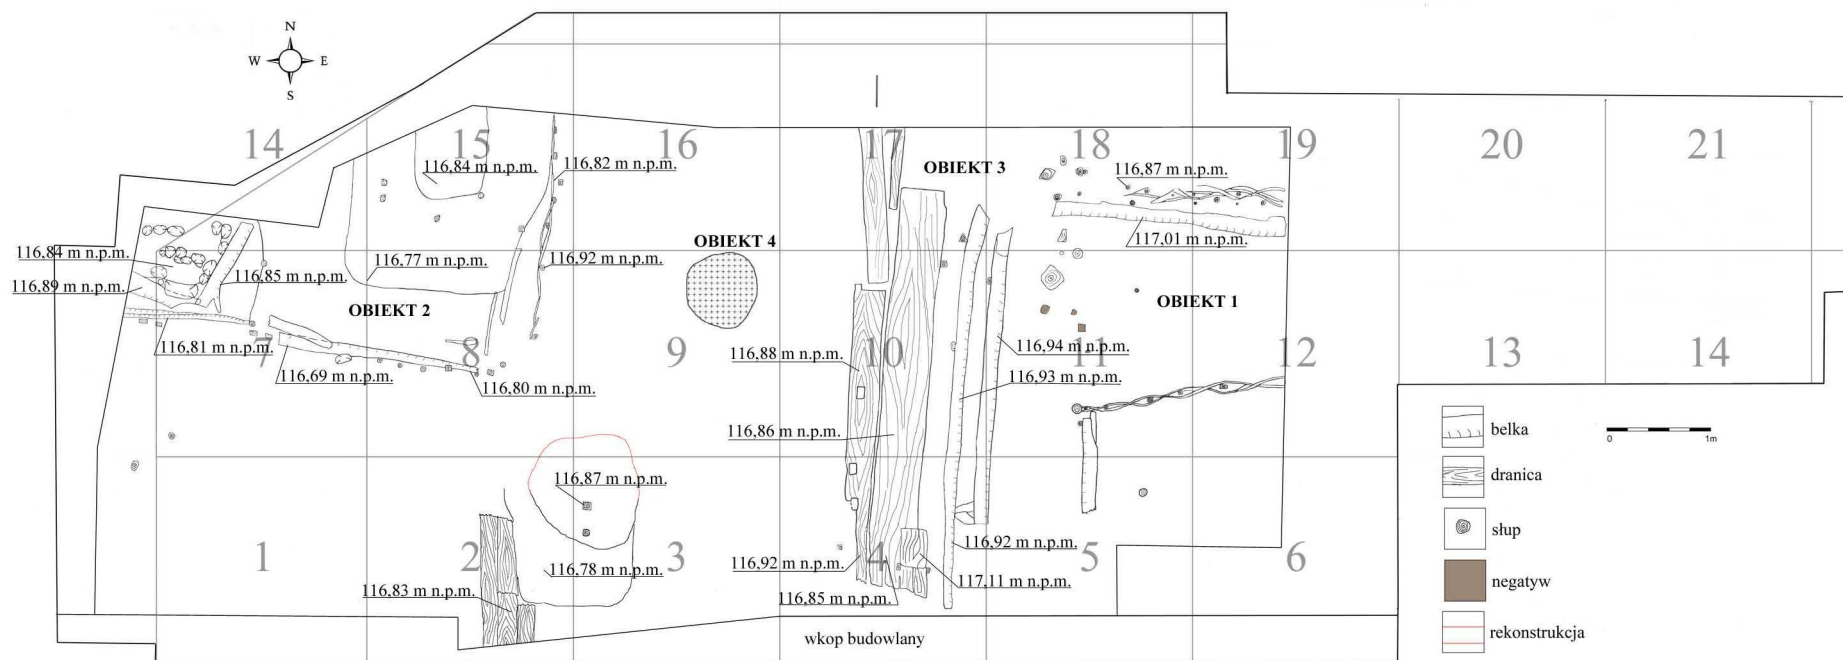 N
W E
S
14 15 16 17 18 19 20 21
116,84 m n.p.m. 116,82 m n.p.m. OBIEKT 3 116,87 m n.p.m.
116,84 m n.p.m. 116,77 m n.p.m. 116,92 m n.p.m. OBIEKT 4 117,01 m n.p.m.
116,89 m n.p.m. 116,85 m n.p.m. OBIEKT 2 OBIEKT 1
116,81 m n.p.m. 116,88 m n.p.m. 116,94 m n.p.m.
7 8 9 10 11 12 13 14
116,69 m n.p.m. 116,80 m n.p.m. 116,93 m n.p.m.
116,86 m n.p.m.
116,87 m n.p.m.
116,92 m n.p.m.
1 2 3 4 5 6
116,78 m n.p.m. 116,92 m n.p.m. 117,11 m n.p.m.
116,83 m n.p.m. 116,85 m n.p.m.
wkop budowlany
belka
0 1m
dranica
słup
negatyw
rekonstrukcja